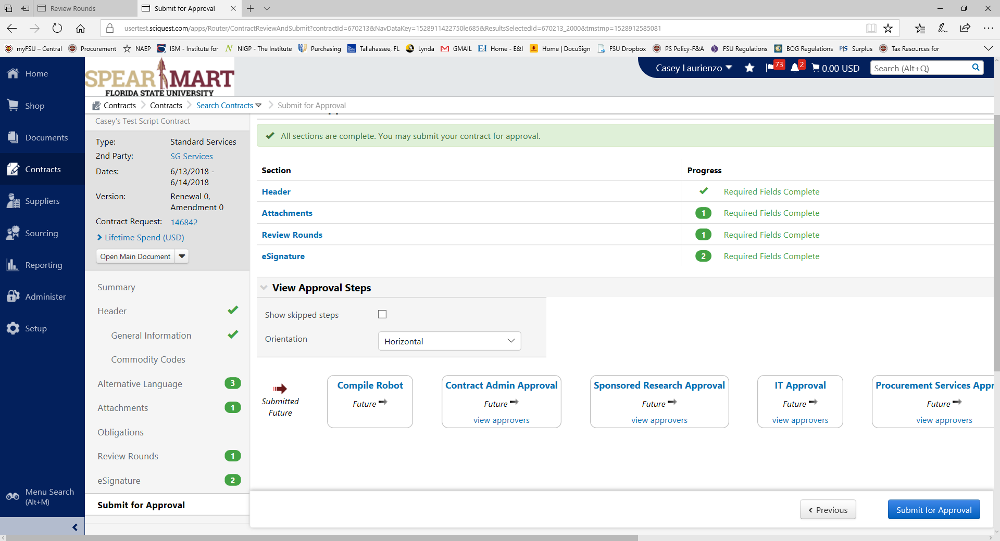 Review Rounds
Submit for Approval
usertest.sciquest.com/apps/Router/ContractReviewAndSubmit?contractId=670213&NavDataKey=1528911422750le685&ResultsSelectedId=670213_2000&tmstmp=1528912585081
myFSU – Central
Procurement
NAEP
ISM - Institute for
NIGP - The Institute
Purchasing
Tallahassee, FL
Lynda
GMAIL
Home - E&I
Home | DocuSign
FSU Dropbox
PS Policy-F&A
FSU Regulations
BOG Regulations
Surplus
Tax Resources for
SPEAR MART
FLORIDA STATE UNIVERSITY
Casey Laurienzo
73
2
0.00 USD
Search (Alt+Q)
Home
Shop
Documents
Contracts
Suppliers
Sourcing
Reporting
Administer
Setup
Menu Search
(Alt+M)
Contracts
Contracts
Search Contracts
Submit for Approval
Casey's Test Script Contract
Type: Standard Services
2nd Party: SG Services
Dates: 6/13/2018 -
6/14/2018
Version: Renewal 0,
Amendment 0
Contract Request: 146842
Lifetime Spend (USD)
Open Main Document
Summary
Header
General Information
Commodity Codes
Alternative Language 3
Attachments 1
Obligations
Review Rounds 1
eSignature 2
Submit for Approval
All sections are complete. You may submit your contract for approval.
Section Progress
Header Required Fields Complete
Attachments 1 Required Fields Complete
Review Rounds 1 Required Fields Complete
eSignature 2 Required Fields Complete
View Approval Steps
Show skipped steps
Orientation Horizontal
Submitted
Future
Compile Robot
Future
Contract Admin Approval
Future
view approvers
Sponsored Research Approval
Future
view approvers
IT Approval
Future
view approvers
Procurement Services Appr
Future
view approvers
Previous
Submit for Approval